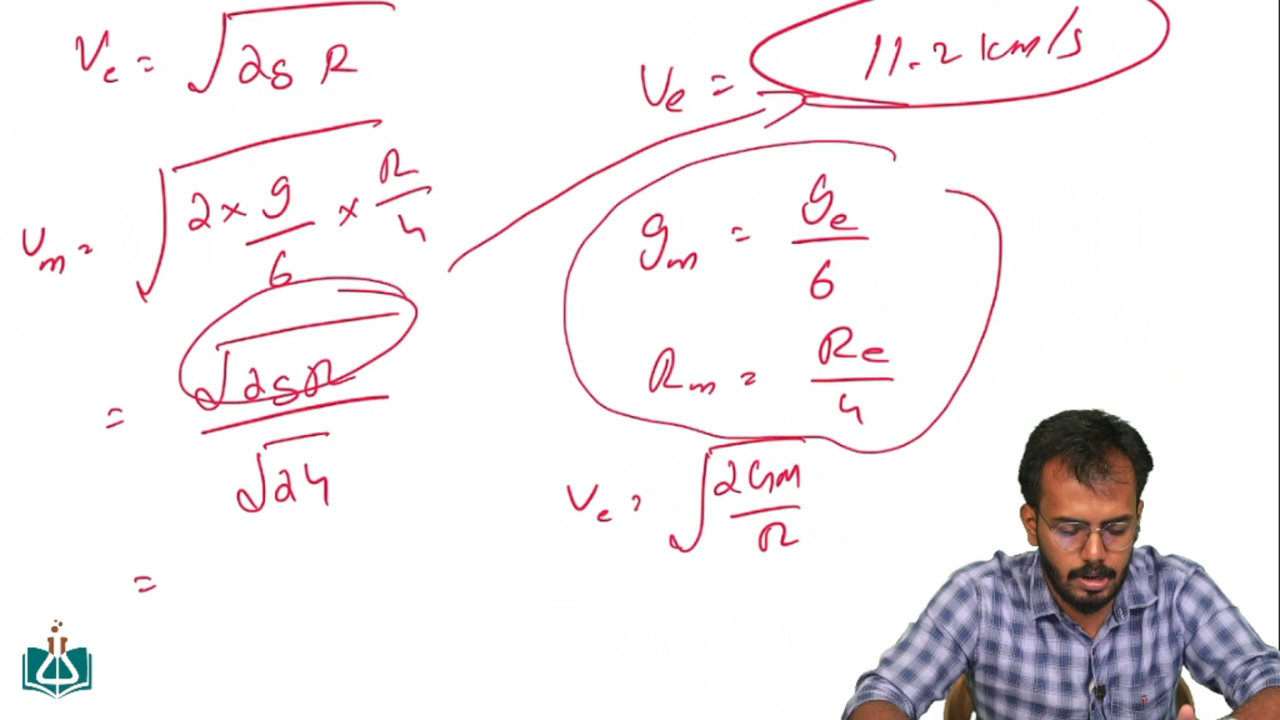 Ve = √2gR
Vm = √2 × g/6 × R/4
= √2gR/√24
=
Ve = 11.2 km/s
gm = ge/6
Rm = Re/4
Ve = √2GM/R